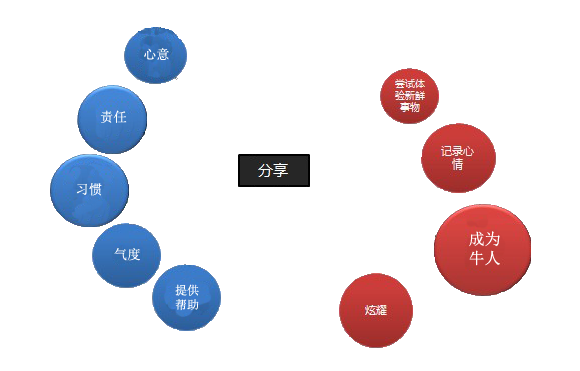 心意
责任
习惯
气度
提供
帮助
分享
尝试体
验新鲜
事物
记录心
情
成为
牛人
炫耀